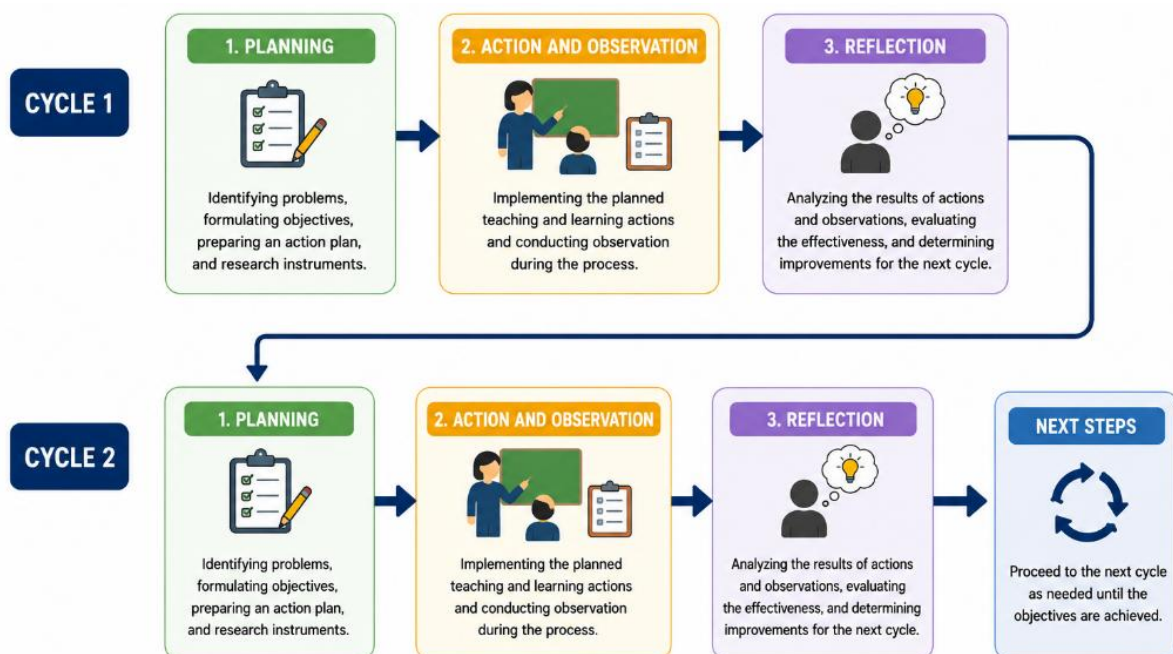 CYCLE 1
1. PLANNING
Identifying problems,
formulating objectives,
preparing an action plan,
and research instruments.
2. ACTION AND OBSERVATION
Implementing the planned
teaching and learning actions
and conducting observation
during the process.
3. REFLECTION
Analyzing the results of actions
and observations, evaluating
the effectiveness, and determining
improvements for the next cycle.
CYCLE 2
1. PLANNING
Identifying problems,
formulating objectives,
preparing an action plan,
and research instruments.
2. ACTION AND OBSERVATION
Implementing the planned
teaching and learning actions
and conducting observation
during the process.
3. REFLECTION
Analyzing the results of actions
and observations, evaluating
the effectiveness, and determining
improvements for the next cycle.
NEXT STEPS
Proceed to the next cycle
as needed until the
objectives are achieved.